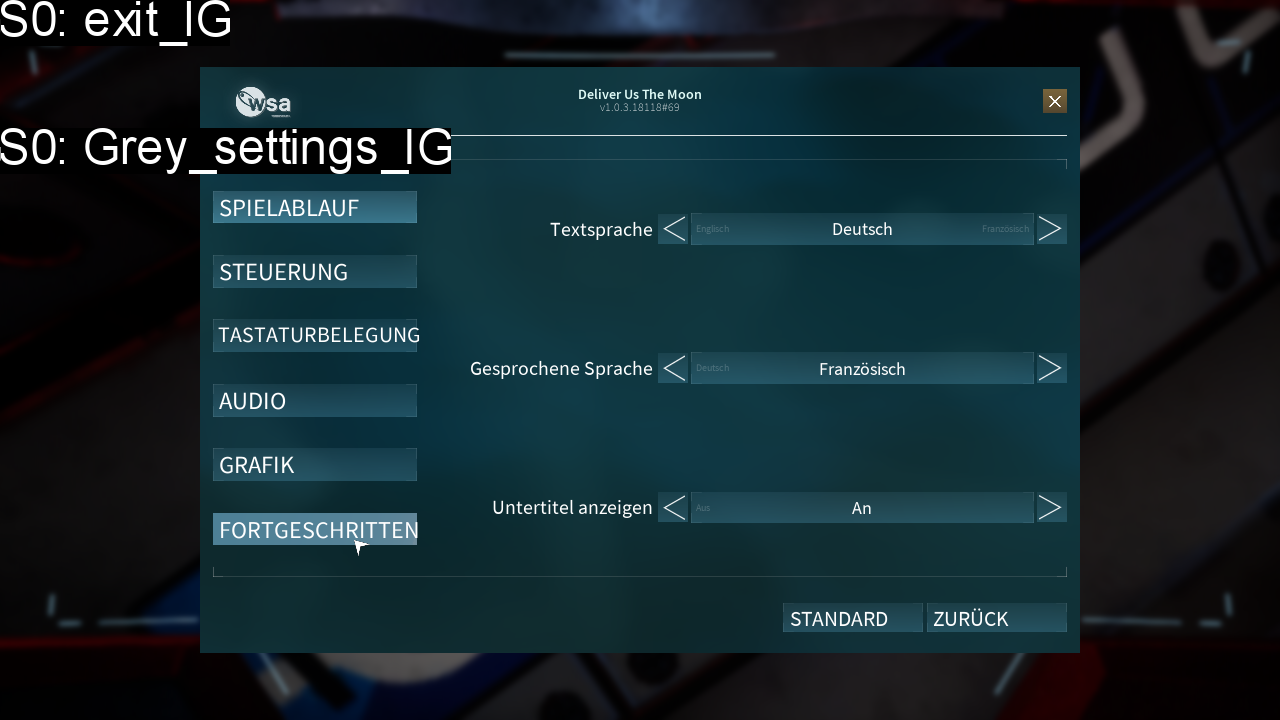 S0: exit_IG
wsa
Deliver Us The Moon
v1.0.3.18118#69
S0: Grey_settings_IG
SPIELABLAUF
STEUERUNG
TASTATURBELEGUNG
AUDIO
GRAFIK
FORTGESCHRITTEN
Textsprache
Englisch Deutsch Französisch
Gesprochene Sprache
Deutsch Französisch
Untertitel anzeigen
Aus An
STANDARD ZURÜCK